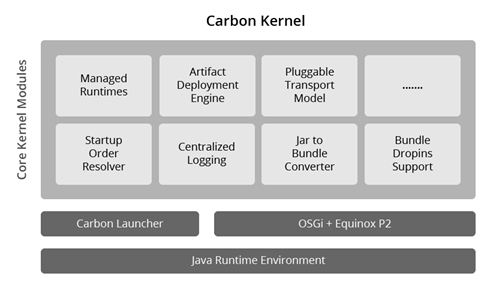 Carbon Kernel
Core Kernel Modules
Managed
Runtimes
Artifact
Deployment
Engine
Pluggable
Transport
Model
.......
Startup
Order
Resolver
Centralized
Logging
Jar to
Bundle
Converter
Bundle
Dropins
Support
Carbon Launcher
OSGi + Equinox P2
Java Runtime Environment